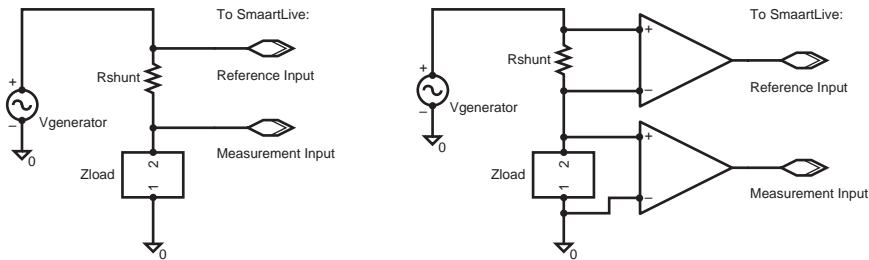 To SmaartLive:
Rshunt
Reference Input
+
Vgenerator
–
0
Measurement Input
Zload
2
1
0
To SmaartLive:
+
Rshunt
Reference Input
+
–
Vgenerator
–
0
+
Zload
2
1
–
Measurement Input
0